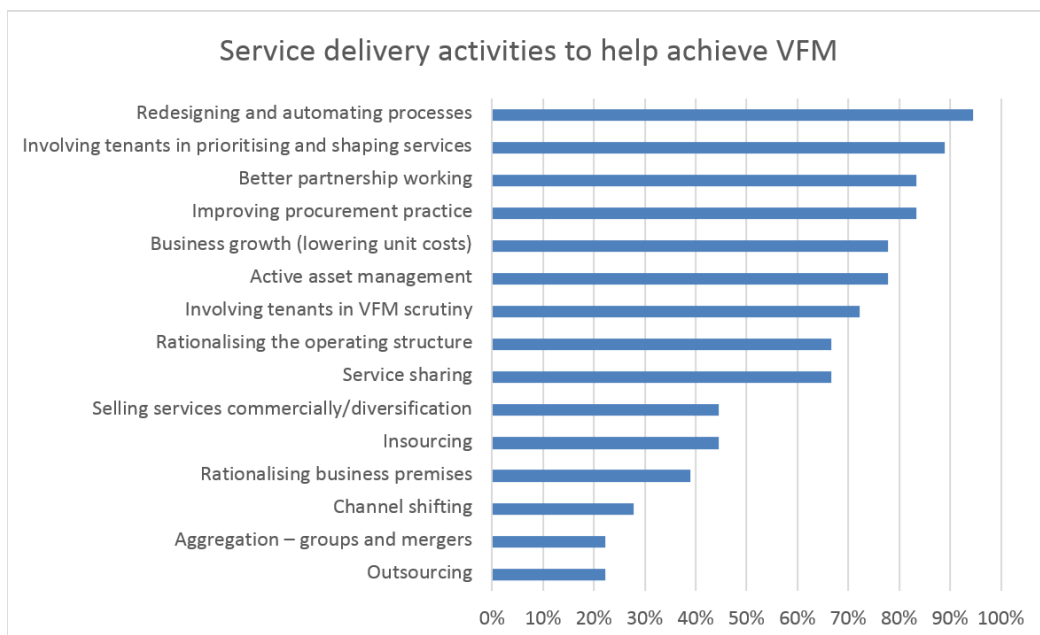 Service delivery activities to help achieve VFM
Redesigning and automating processes
Involving tenants in prioritising and shaping services
Better partnership working
Improving procurement practice
Business growth (lowering unit costs)
Active asset management
Involving tenants in VFM scrutiny
Rationalising the operating structure
Service sharing
Selling services commercially/diversification
Insourcing
Rationalising business premises
Channel shifting
Aggregation – groups and mergers
Outsourcing
0% 10% 20% 30% 40% 50% 60% 70% 80% 90% 100%